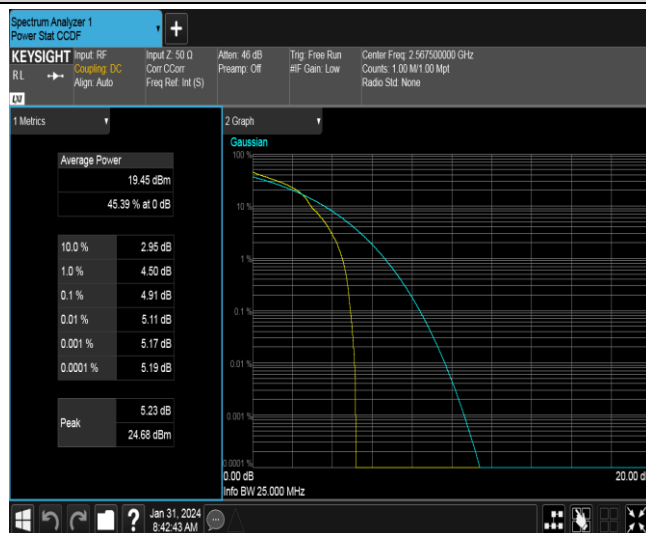 Spectrum Analyzer 1
Power Stat CCDF
KEYSIGHT
RL
LXI
Input: RF
Coupling: DC
Align: Auto
Input Z: 50 Ω
Corr CCorr
Freq Ref: Int (S)
Atten: 46 dB
Preamp: Off
Trig: Free Run
#IF Gain: Low
Center Freq: 2.567500000 GHz
Counts: 1.00 M/1.00 Mpt
Radio Std: None
1 Metrics
Average Power
19.45 dBm
45.39 % at 0 dB
10.0 % 2.95 dB
1.0 % 4.50 dB
0.1 % 4.91 dB
0.01 % 5.11 dB
0.001 % 5.17 dB
0.0001 % 5.19 dB
Peak
5.23 dB
24.68 dBm
2 Graph
Gaussian
100 %
10 %
1 %
0.1 %
0.01 %
0.001 %
0.0001 %
0.00 dB
20.00 d
Info BW 25.000 MHz
Jan 31, 2024
8:42:43 AM